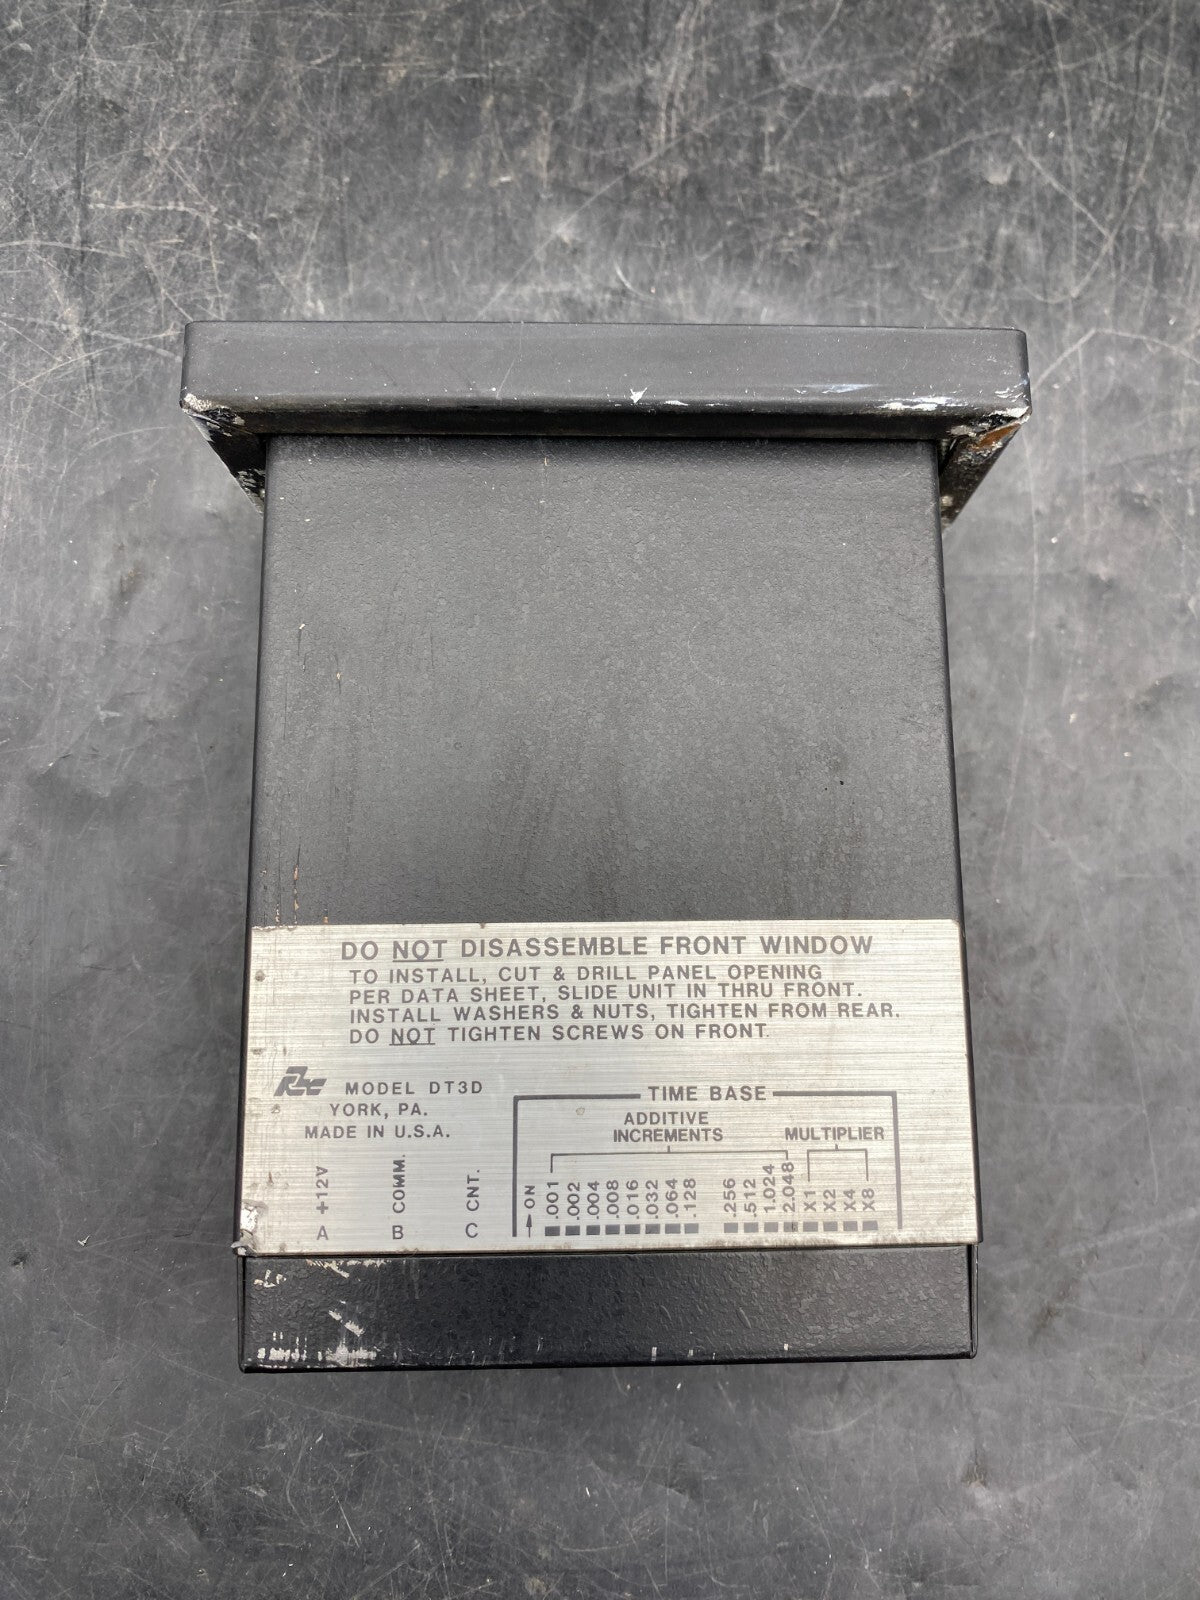 DO NOT DISASSEMBLE FRONT WINDOW
TO INSTALL, CUT & DRILL PANEL OPENING
PER DATA SHEET, SLIDE UNIT IN THRU FRONT.
INSTALL WASHERS & NUTS, TIGHTEN FROM REAR.
DO NOT TIGHTEN SCREWS ON FRONT.
MODEL DT3D
YORK, PA.
MADE IN U.S.A.
A +12V
B COMM.
C CNT.
TIME BASE
ADDITIVE
INCREMENTS
MULTIPLIER
→ ON
.001
.002
.004
.008
.016
.032
.064
.128
.256
.512
1.024
2.048
X1
X2
X4
X8